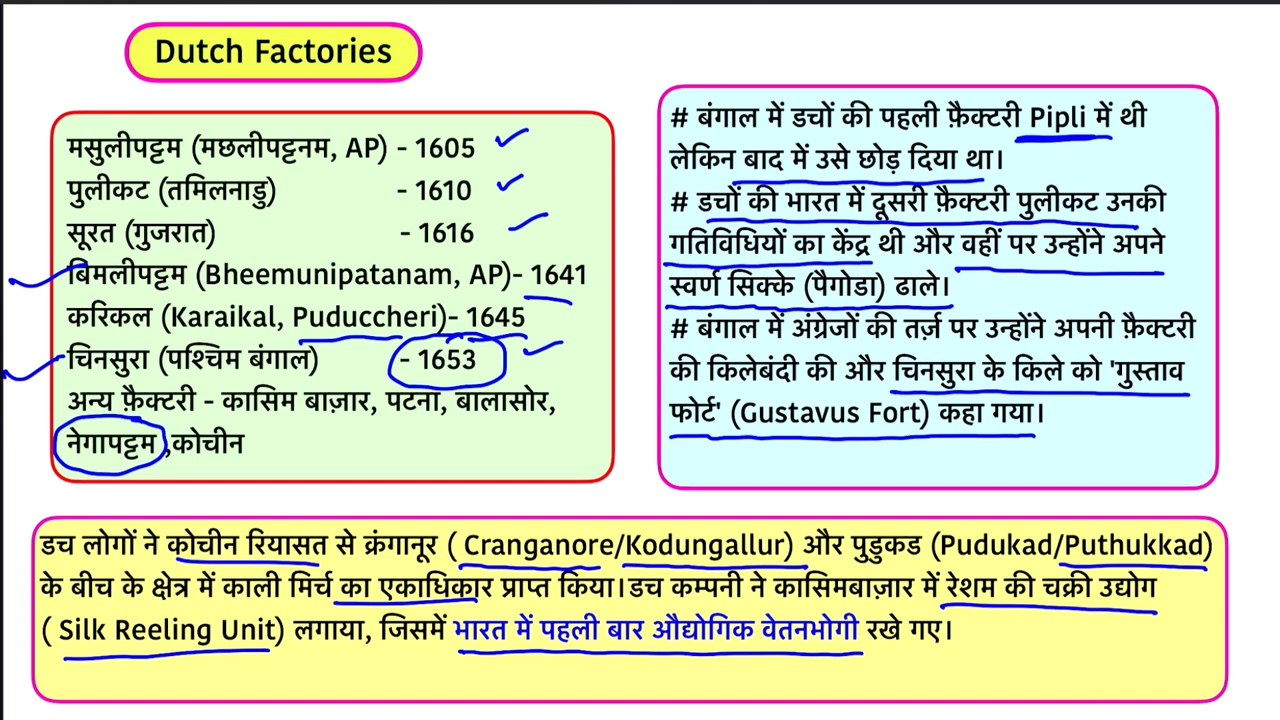 Dutch Factories
मसुलीपट्टम (मछलीपट्टनम, AP) - 1605
पुलीकट (तमिलनाडु) - 1610
सूरत (गुजरात) - 1616
बिमलीपट्टम (Bheemunipatanam, AP)- 1641
करिकल (Karaikal, Puduccheri)- 1645
चिनसुरा (पश्चिम बंगाल) - 1653
अन्य फ़ैक्टरी - कासिम बाज़ार, पटना, बालासोर,
नेगापट्टम ,कोचीन
# बंगाल में डचों की पहली फ़ैक्टरी Pipli में थी
लेकिन बाद में उसे छोड़ दिया था।
# डचों की भारत में दूसरी फ़ैक्टरी पुलीकट उनकी
गतिविधियों का केंद्र थी और वहीं पर उन्होंने अपने
स्वर्ण सिक्के (पैगोडा) ढाले।
# बंगाल में अंग्रेजों की तर्ज़ पर उन्होंने अपनी फ़ैक्टरी
की किलेबंदी की और चिनसुरा के किले को 'गुस्ताव
फोर्ट' (Gustavus Fort) कहा गया।
डच लोगों ने कोचीन रियासत से क्रंगानूर ( Cranganore/Kodungallur) और पुडुकड (Pudukad/Puthukkad)
के बीच के क्षेत्र में काली मिर्च का एकाधिकार प्राप्त किया।डच कम्पनी ने कासिमबाज़ार में रेशम की चक्री उद्योग
( Silk Reeling Unit) लगाया, जिसमें भारत में पहली बार औद्योगिक वेतनभोगी रखे गए।